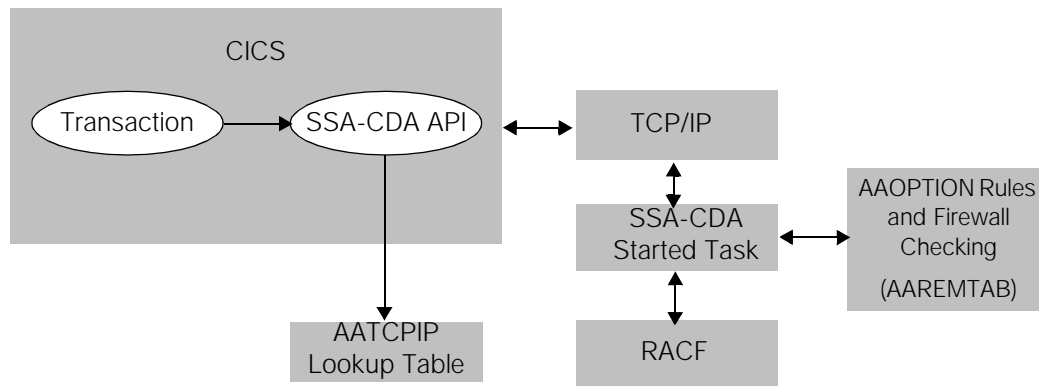 CICS
Transaction
SSA-CDA API
TCP/IP
SSA-CDA
Started Task
AAOPTION Rules
and Firewall
Checking
(AAREMTAB)
AATCPIP
Lookup Table
RACF